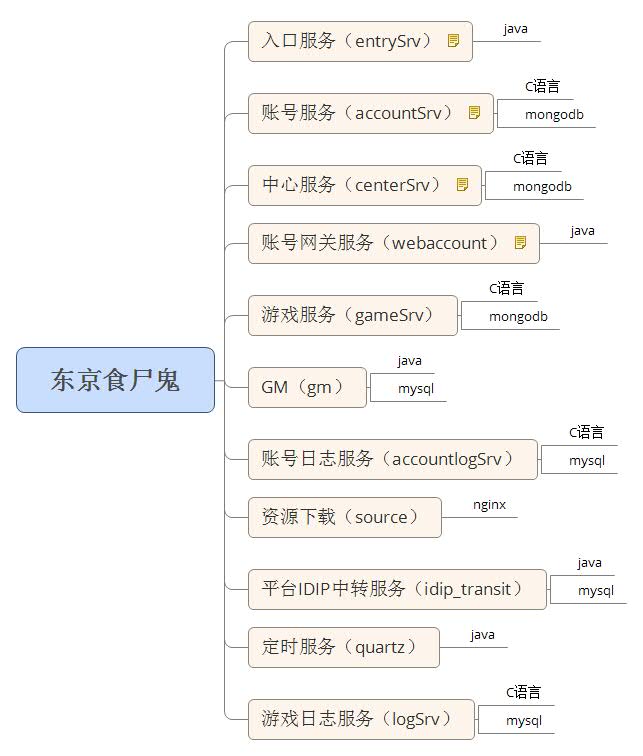 东京食尸鬼
入口服务（entrySrv）
java
账号服务（accountSrv）
C语言
mongodb
中心服务（centerSrv）
C语言
mongodb
账号网关服务（webaccount）
java
游戏服务（gameSrv）
C语言
mongodb
GM（gm）
java
mysql
账号日志服务（accountlogSrv）
C语言
mysql
资源下载（source）
nginx
平台IDIP中转服务（idip_transit）
java
mysql
定时服务（quartz）
java
游戏日志服务（logSrv）
C语言
mysql